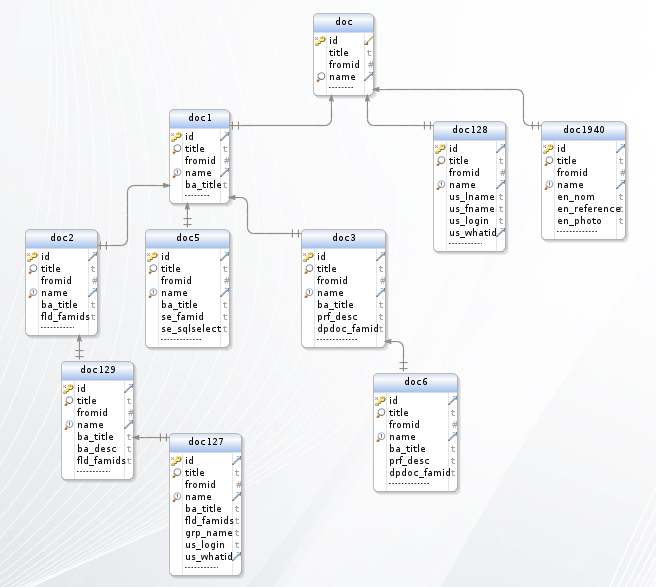 doc
id
title t
fromid #
name
doc1
id
title t
fromid #
name
ba_title t
doc128
id
title t
fromid #
name
us_lname t
us_fname t
us_login t
us_whatid
doc1940
id
title t
fromid #
name
en_nom t
en_reference t
en_photo t
doc2
id
title t
fromid #
name
ba_title t
fld_famids t
doc5
id
title t
fromid #
name
ba_title t
se_famid t
se_sqlselect t
doc3
id
title t
fromid #
name
ba_title t
prf_desc t
dpdoc_famid t
doc129
id
title t
fromid #
name
ba_title t
ba_desc t
fld_famids t
doc6
id
title t
fromid #
name
ba_title t
prf_desc t
dpdoc_famid t
doc127
id
title t
fromid #
name
ba_title t
fld_famids t
grp_name t
us_login t
us_whatid